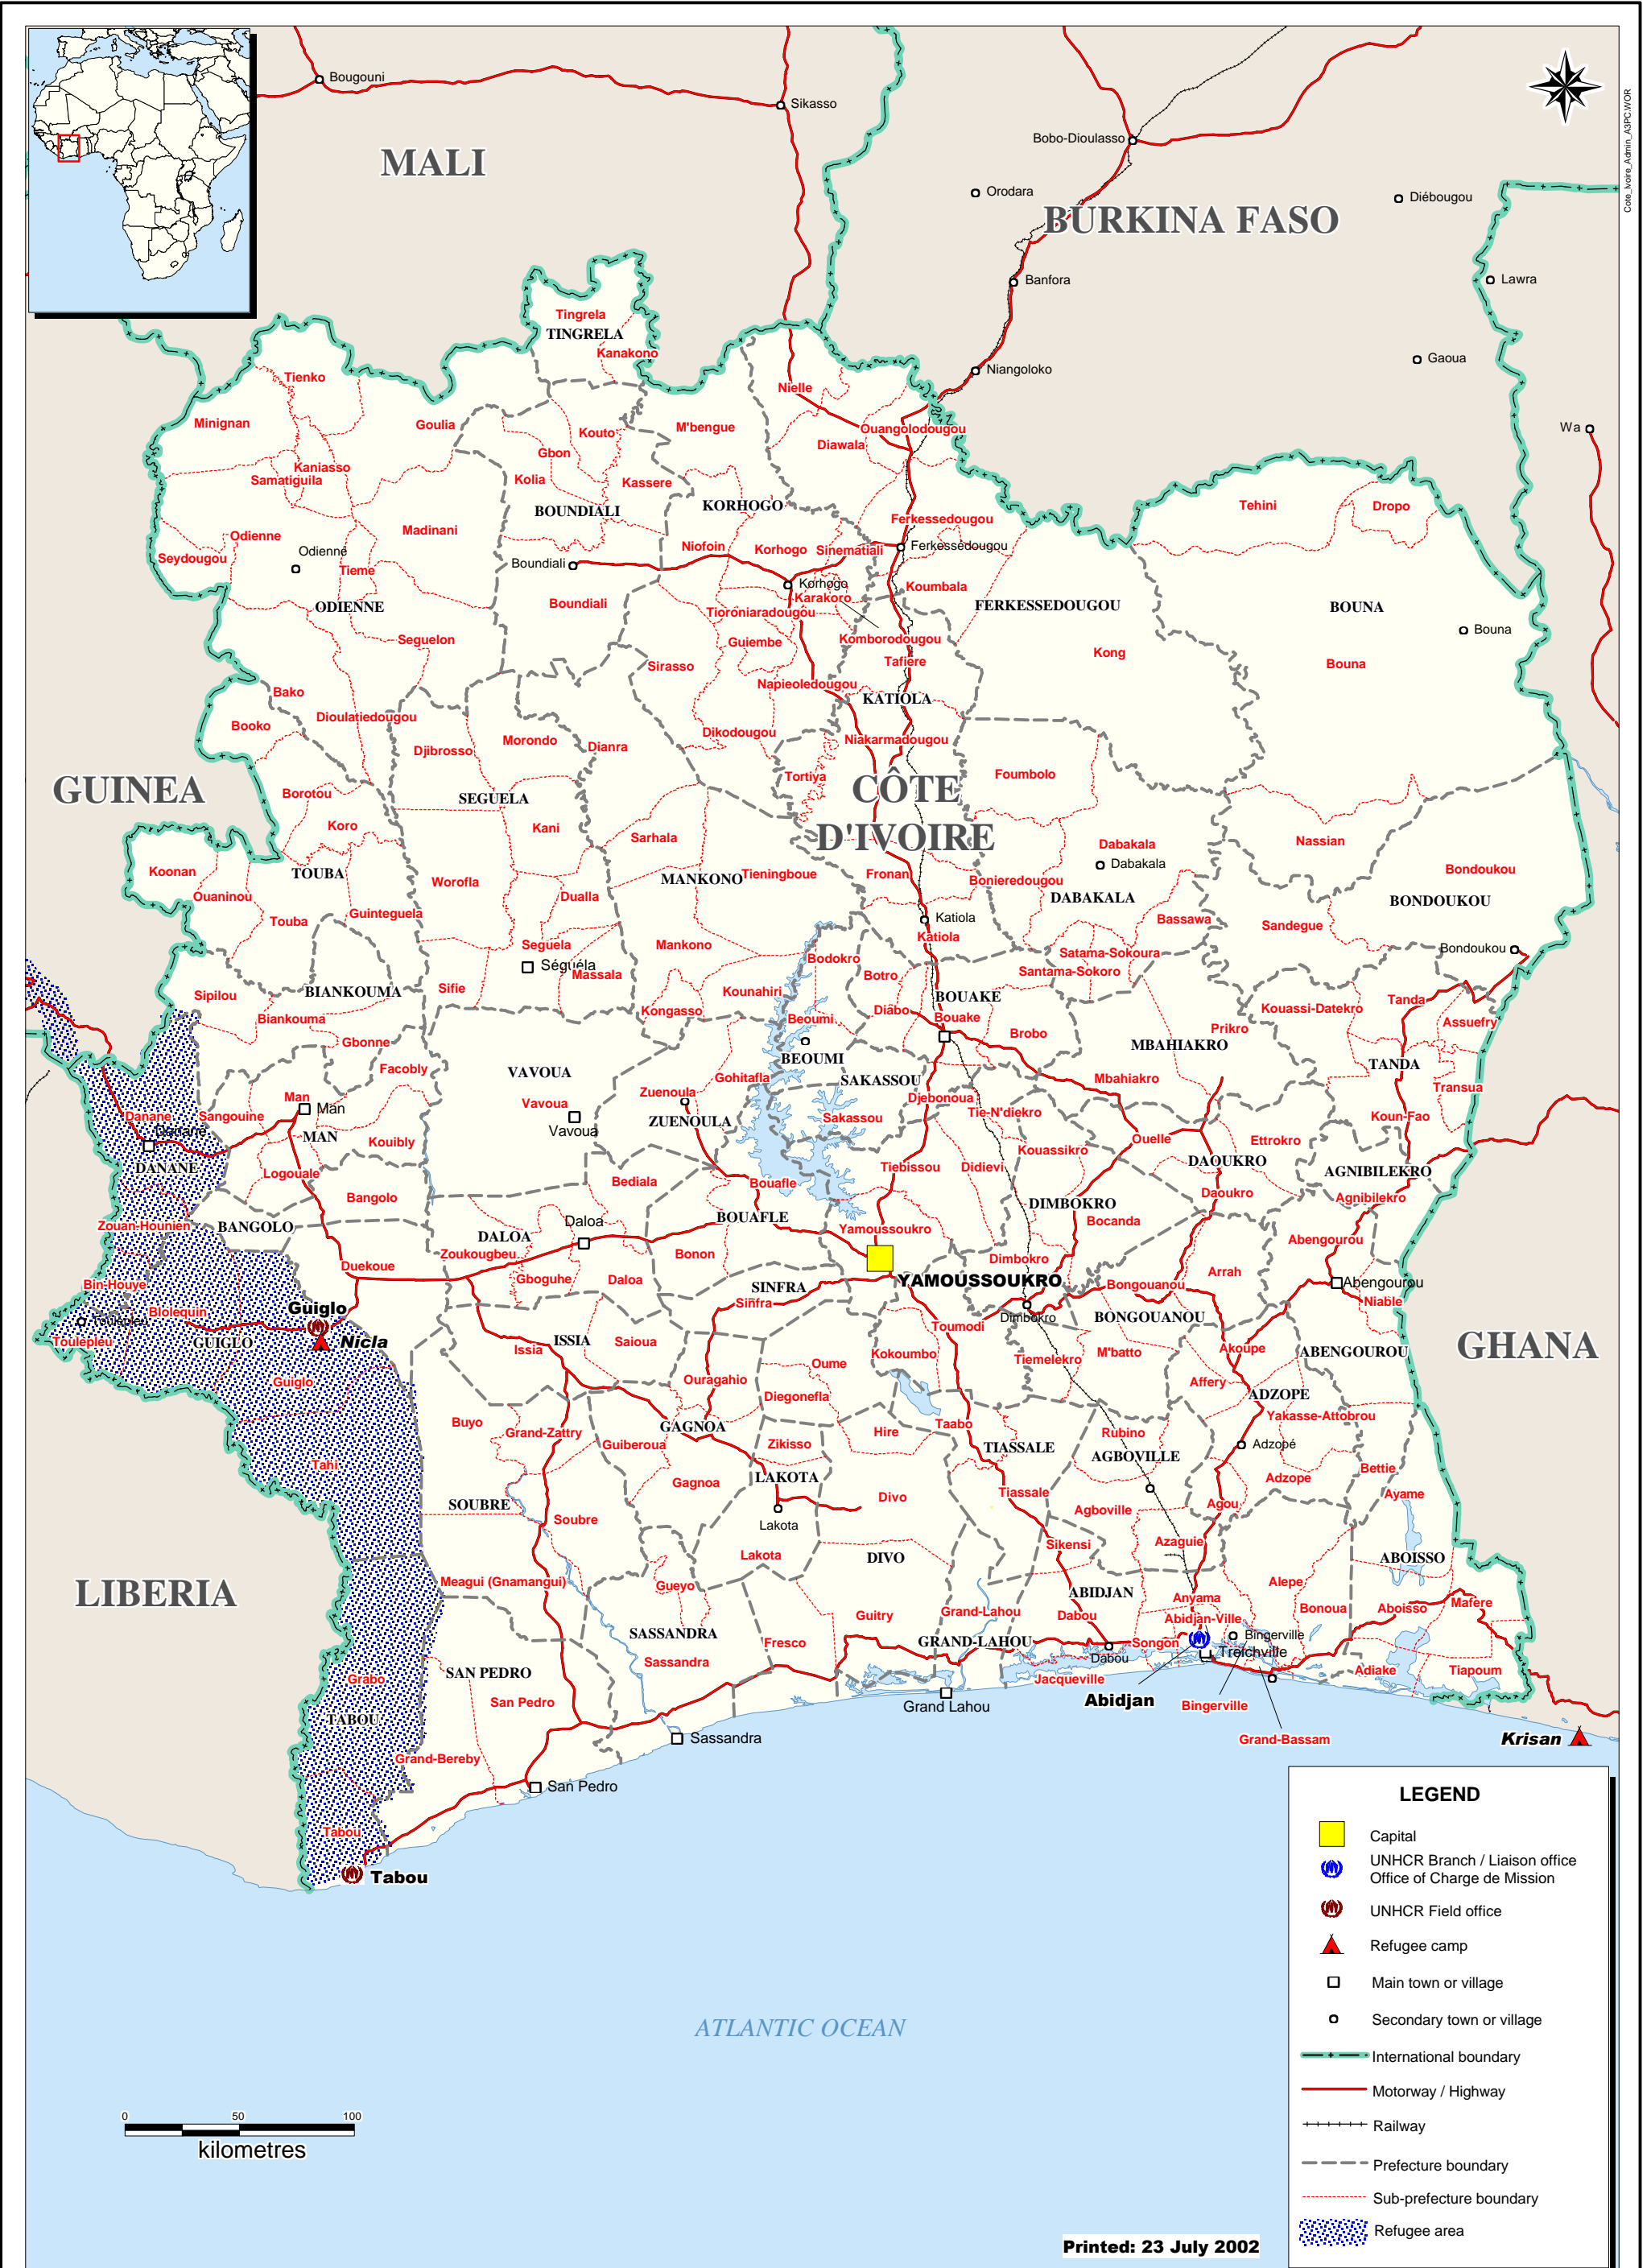 Cote_Ivoire_Admin_A3PC.WOR
Bougouni
Sikasso
MALI
Bobo-Dioulasso
Orodara
Diébougou
BURKINA FASO
Banfora
Lawra
Tingrela
TINGRELA
Kanakono
Niangoloko
Gaoua
Tienko
Nielle
Minignan
Goulia
Kouto
M'bengue
Ouangolodougou
Wa
Diawala
Gbon
Kaniasso
Samatiguila
Kolia
Kassere
KORHOGO
Tehini
Dropo
BOUNDIALI
Ferkessedougou
Madinani
Odienne
Odienné
Niofoin
Korhogo
Sinematiali
Ferkessédougou
Seydougou
Tieme
Boundiali
Korhogo
Koumbala
Karakoro
Boundiali
ODIENNE
Tioroniaradougou
FERKESSEDOUGOU
BOUNA
Bouna
Seguelon
Guiembe
Komborodougou
Kong
Sirasso
Tafiere
Bouna
Napieoledougou
Bako
KATIOLA
Booko
Dioulatiedougou
Dikodougou
Niakarmadougou
Djibrosso
Morondo
Dianra
Tortiya
Foumbolo
GUINEA
Borotou
SEGUELA
CÔTE
D'IVOIRE
Koro
Kani
Sarhala
Dabakala
Nassian
Dabakala
Koonan
TOUBA
Worofla
MANKONO
Tieningboue
Fronan
Bonieredougou
Bondoukou
Ouaninou
Dualla
DABAKALA
BONDOUKOU
Touba
Guinteguela
Katiola
Bassawa
Sandegue
Seguela
Mankono
Katiola
Satama-Sokoura
Bondoukou
Séguéla
Massala
Bodokro
Botro
Santama-Sokoro
Sipilou
BIANKOUMA
Sifie
Kounahiri
BOUAKE
Tanda
Kongasso
Diabo
Kouassi-Datekro
Biankouma
Beoumi
Bouake
Assuefry
Gbonne
Brobo
Prikro
MBAHIAKRO
BEOUMI
Facobly
VAVOUA
Gohitafla
SAKASSOU
TANDA
Mbahiakro
Zuenoula
Transua
Man
Man
Vavoua
Djebonoua
Danane
Sangouine
ZUENOULA
Sakassou
Tie-N'diekro
Koun-Fao
Danane
MAN
Vavoua
Kouibly
Ouelle
Ettrokro
DANANE
Kouassikro
DAOUKRO
Logouale
Tiebissou
Didievi
AGNIBILEKRO
Bediala
Bouafle
Bangolo
Daoukro
Agnibilekro
DIMBOKRO
Zouan-Hounien
BANGOLO
Daloa
BOUAFLE
Yamoussoukro
Bocanda
DALOA
Abengourou
Zoukougbeu
Bonon
Dimbokro
Duekoue
Arrah
Gboguhe
Daloa
YAMOUSSOUKRO
Bin-Houye
SINFRA
Bongouanou
Abengourou
Sinfra
Niable
Guiglo
Blolequin
Toulepleu
Dimbokro
BONGOUANOU
Toumodi
GUIGLO
Nicla
ISSIA
Saioua
Toulepleu
Issia
Kokoumbo
Tiemelekro
M'batto
Akoupe
ABENGOUROU
GHANA
Oume
Guiglo
Ouragahio
Affery
Diegonefla
ADZOPE
Buyo
Yakasse-Attobrou
Taabo
Grand-Zattry
GAGNOA
Hire
Rubino
Guiberoua
Zikisso
TIASSALE
Adzopé
AGBOVILLE
Tahi
Bettie
LAKOTA
Adzope
Gagnoa
Tiassale
Ayame
Divo
SOUBRE
Agou
Agboville
Soubre
Lakota
Sikensi
Azaguie
Lakota
DIVO
ABOISSO
LIBERIA
Meagui (Gnamangui)
Gueyo
Alepe
ABIDJAN
Anyama
Mafere
Guitry
Grand-Lahou
Dabou
Abidjan-Ville
Bonoua
Aboisso
SASSANDRA
GRAND-LAHOU
Bingerville
Fresco
Songon
Dabou
Treichville
Sassandra
SAN PEDRO
Adiake
Tiapoum
Grabo
Jacqueville
San Pedro
Grand Lahou
Abidjan
Bingerville
TABOU
Sassandra
Grand-Bassam
Krisan
Grand-Bereby
San Pedro
Tabou
Tabou
LEGEND
Capital
UNHCR Branch / Liaison office
Office of Charge de Mission
UNHCR Field office
Refugee camp
Main town or village
Secondary town or village
International boundary
Motorway / Highway
Railway
Prefecture boundary
Sub-prefecture boundary
Refugee area
ATLANTIC OCEAN
0 50 100
kilometres
Printed: 23 July 2002